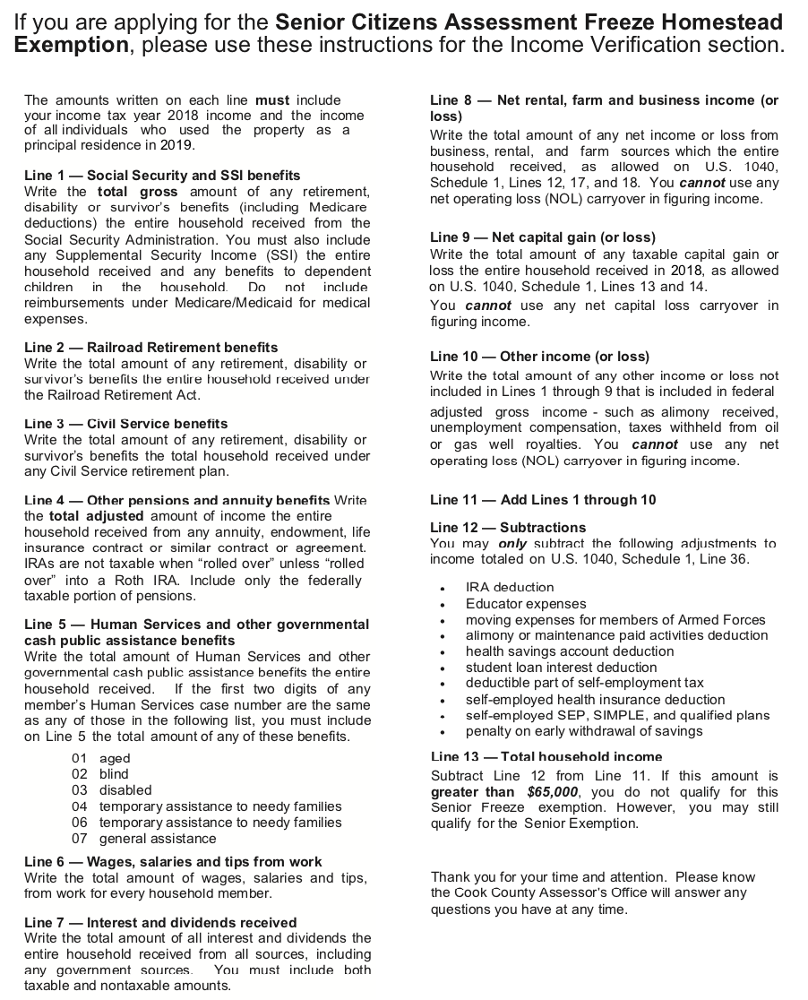 If you are applying for the Senior Citizens Assessment Freeze Homestead
Exemption, please use these instructions for the Income Verification section.
The amounts written on each line must include
your income tax year 2018 income and the income
of all individuals who used the property as a
principal residence in 2019.
Line 1 — Social Security and SSI benefits
Write the total gross amount of any retirement,
disability or survivor's benefits (including Medicare
deductions) the entire household received from the
Social Security Administration. You must also include
any Supplemental Security Income (SSI) the entire
household received and any benefits to dependent
children in the household. Do not include
reimbursements under Medicare/Medicaid for medical
expenses.
Line 2 — Railroad Retirement benefits
Write the total amount of any retirement, disability or
survivor's benefits the entire household received under
the Railroad Retirement Act.
Line 3 — Civil Service benefits
Write the total amount of any retirement, disability or
survivor's benefits the total household received under
any Civil Service retirement plan.
Line 4 — Other pensions and annuity benefits Write
the total adjusted amount of income the entire
household received from any annuity, endowment, life
insurance contract or similar contract or agreement.
IRAs are not taxable when "rolled over" unless "rolled
over" into a Roth IRA. Include only the federally
taxable portion of pensions.
Line 5 — Human Services and other governmental
cash public assistance benefits
Write the total amount of Human Services and other
governmental cash public assistance benefits the entire
household received. If the first two digits of any
member's Human Services case number are the same
as any of those in the following list, you must include
on Line 5 the total amount of any of these benefits.
01 aged
02 blind
03 disabled
04 temporary assistance to needy families
06 temporary assistance to needy families
07 general assistance
Line 6 — Wages, salaries and tips from work
Write the total amount of wages, salaries and tips,
from work for every household member.
Line 7 — Interest and dividends received
Write the total amount of all interest and dividends the
entire household received from all sources, including
any government sources. You must include both
taxable and nontaxable amounts.
Line 8 — Net rental, farm and business income (or
loss)
Write the total amount of any net income or loss from
business, rental, and farm sources which the entire
household received, as allowed on U.S. 1040,
Schedule 1, Lines 12, 17, and 18. You cannot use any
net operating loss (NOL) carryover in figuring income.
Line 9 — Net capital gain (or loss)
Write the total amount of any taxable capital gain or
loss the entire household received in 2018, as allowed
on U.S. 1040, Schedule 1, Lines 13 and 14.
You cannot use any net capital loss carryover in
figuring income.
Line 10 — Other income (or loss)
Write the total amount of any other income or loss not
included in Lines 1 through 9 that is included in federal
adjusted gross income - such as alimony received,
unemployment compensation, taxes withheld from oil
or gas well royalties. You cannot use any net
operating loss (NOL) carryover in figuring income.
Line 11 — Add Lines 1 through 10
Line 12 — Subtractions
You may only subtract the following adjustments to
income totaled on U.S. 1040, Schedule 1, Line 36.
• IRA deduction
• Educator expenses
• moving expenses for members of Armed Forces
• alimony or maintenance paid activities deduction
• health savings account deduction
• student loan interest deduction
• deductible part of self-employment tax
• self-employed health insurance deduction
• self-employed SEP, SIMPLE, and qualified plans
• penalty on early withdrawal of savings
Line 13 — Total household income
Subtract Line 12 from Line 11. If this amount is
greater than $65,000, you do not qualify for this
Senior Freeze exemption. However, you may still
qualify for the Senior Exemption.
Thank you for your time and attention. Please know
the Cook County Assessor's Office will answer any
questions you have at any time.